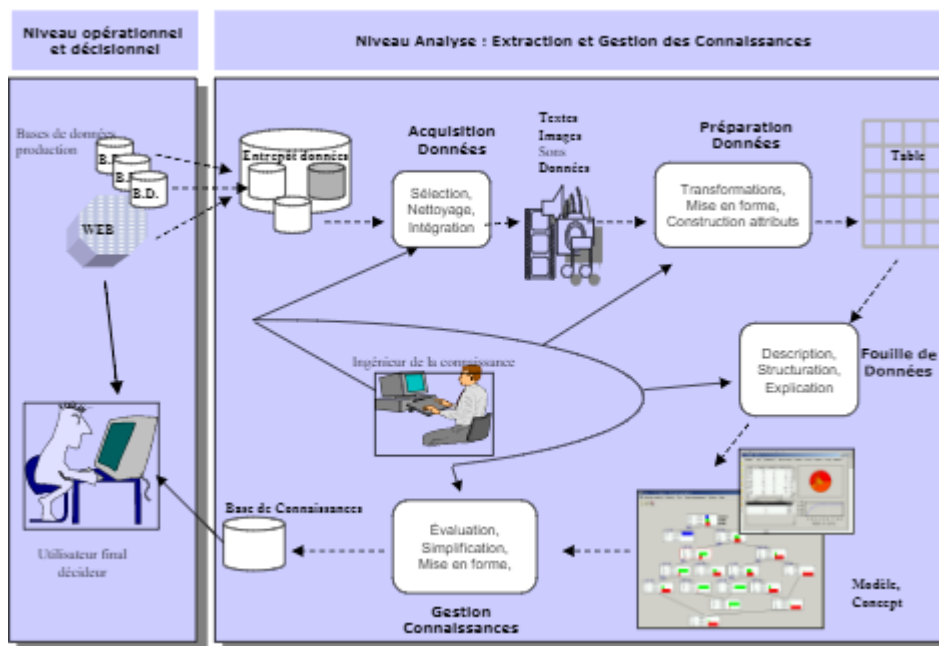 Niveau opérationnel
et décisionnel
Niveau Analyse : Extraction et Gestion des Connaissances
Bases de données
production
B.D.
WEB
Entrepôt données
Acquisition
Données
Sélection,
Nettoyage,
Intégration
Textes
Images
Sons
Données
Préparation
Données
Transformations,
Mise en forme,
Construction attributs
Table
Ingénieur de la connaissance
Description,
Structuration,
Explication
Fouille de
Données
Utilisateur final
décideur
Base de Connaissances
Évaluation,
Simplification,
Mise en forme,
Gestion
Connaissances
Modèle,
Concept